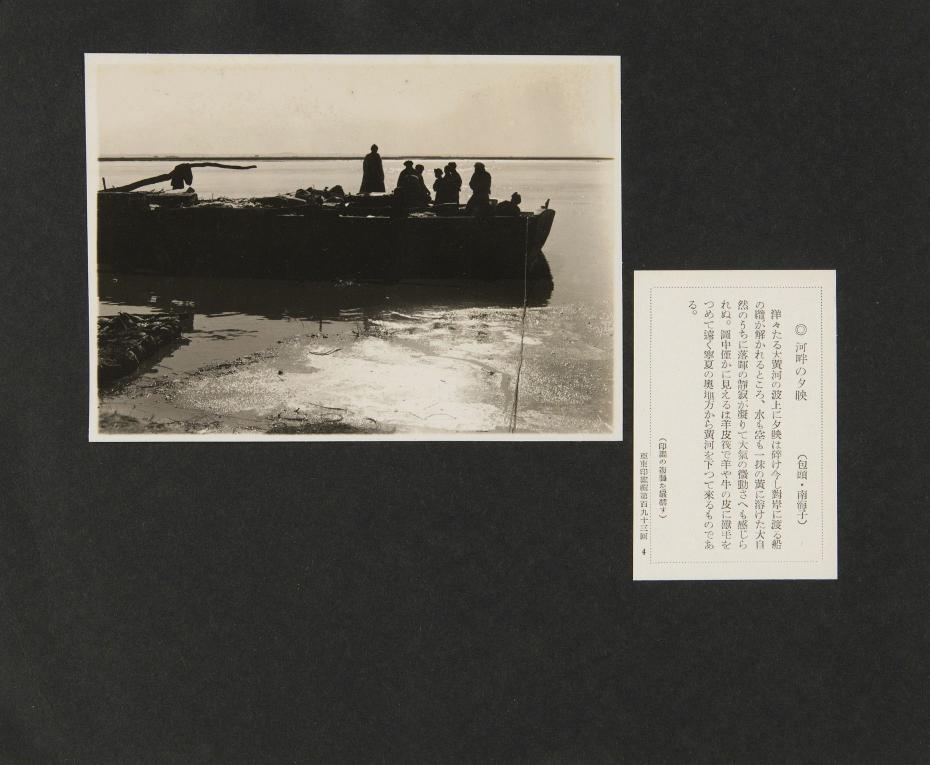 ◎ 河畔の夕映　（包頭・南海子）
洋々たる大黄河の波上に夕映は碎け今し對岸に渡る船
の纜が解かれるところ、水も空も一抹の黃に溶けた大自
然のうちに落暉の靜寂が凝りて大氣の微動さへも感じら
れぬ。圖中僅かに見えるは羊皮筏で羊や牛の皮に獸毛を
つめて遠く寧夏の奧地方から黃河を下つて來るものであ
る。
（印畫の複製を嚴禁す）
亞東印畫輯第百九十三回　4